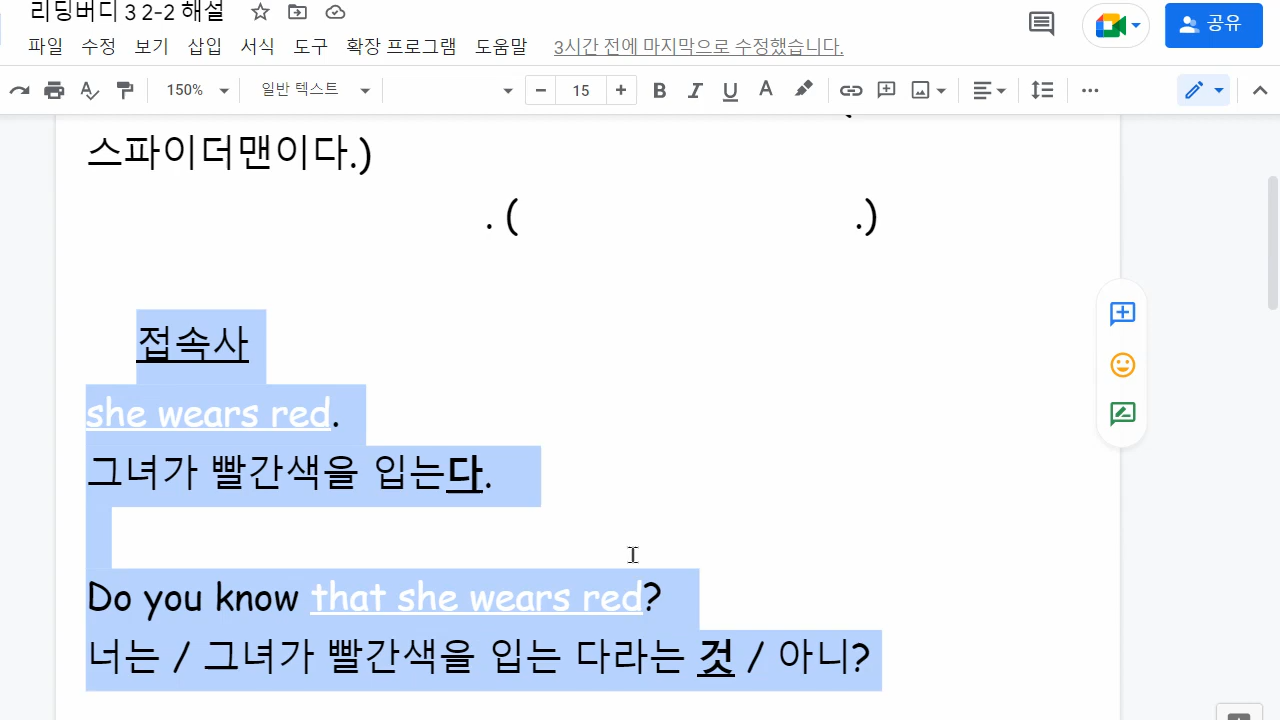 리딩버디 3 2-2 해설
공유
파일 수정 보기 삽입 서식 도구 확장 프로그램 도움말 3시간 전에 마지막으로 수정했습니다.
150% 일반 텍스트 15 B I U A
스파이더맨이다.)
. ( .)
접속사
she wears red.
그녀가 빨간색을 입는다.
Do you know that she wears red?
너는 / 그녀가 빨간색을 입는 다라는 것 / 아니?